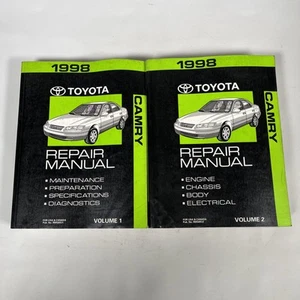 1998
TOYOTA
CAMRY
REPAIR
MANUAL
• MAINTENANCE
• PREPARATION
• SPECIFICATIONS
• DIAGNOSTICS
VOLUME 1
1998
TOYOTA
CAMRY
REPAIR
MANUAL
• ENGINE
• CHASSIS
• BODY
• ELECTRICAL
VOLUME 2